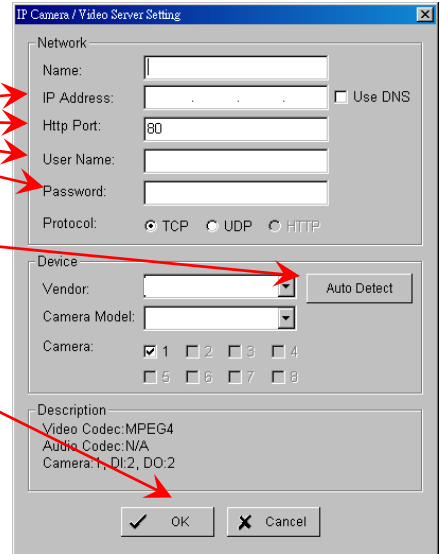 IP Camera / Video Server Setting
Network
Name:
IP Address: . . . Use DNS
Http Port: 80
User Name:
Password:
Protocol: TCP UDP HTTP
Device
Vendor: Auto Detect
Camera Model:
Camera: 1 2 3 4
5 6 7 8
Description
Video Codec:MPEG4
Audio Codec:N/A
Camera:1, DI:2, DO:2
OK Cancel